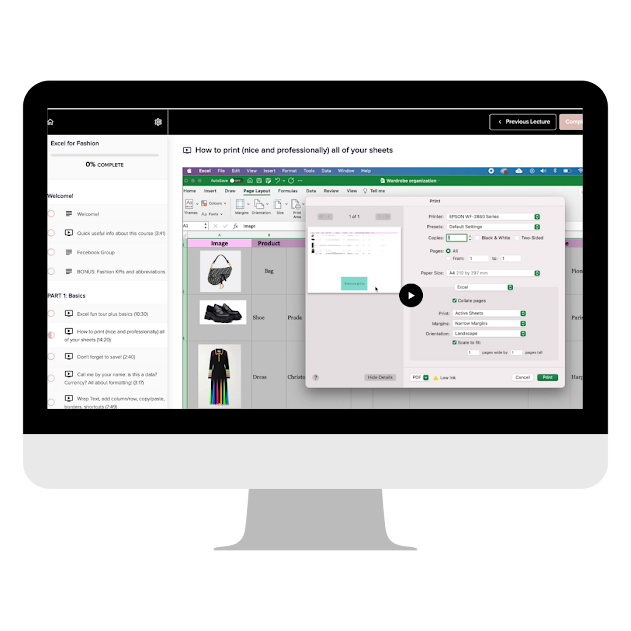 ‹ Previous Lecture
Excel for Fashion
0% COMPLETE
Welcome!
Welcome!
Quick useful info about this course (3:41)
Facebook Group
BONUS: Fashion KPIs and abbreviations
PART 1: Basics
Excel fun tour plus basics (10:30)
How to print (nice and professionally) all
of your sheets (14:20)
Don't forget to save! (2:40)
Call me by your name: Is this a data?
Currency? All about formatting! (3:17)
Wrap Text, add column/row, copy/paste,
borders, shortcuts (7:49)
How to print (nice and professionally) all of your sheets
Excel File Edit View Insert Format Tools Data Window Help
AutoSave
Wardrobe organization
Home Insert Draw Page Layout Formulas Data Review View Tell me
Themes Colours Fonts Margins Orientation Size Print Area
A1 Image
Image Product
Bag
Shoe Prada
Dress
Print
1 of 1
Printer: EPSON WF-2860 Series
Presets: Default Settings
Copies: Black & White Two-Sided
Pages: All
From: 1 to: 1
Paper Size: A4 210 by 297 mm
Excel
Collate pages
Print: Active Sheets
Margins: Narrow Margins
Orientation: Landscape
Scale to fit:
1 pages wide by 1 pages tall
? Hide Details PDF Low Ink Cancel Print